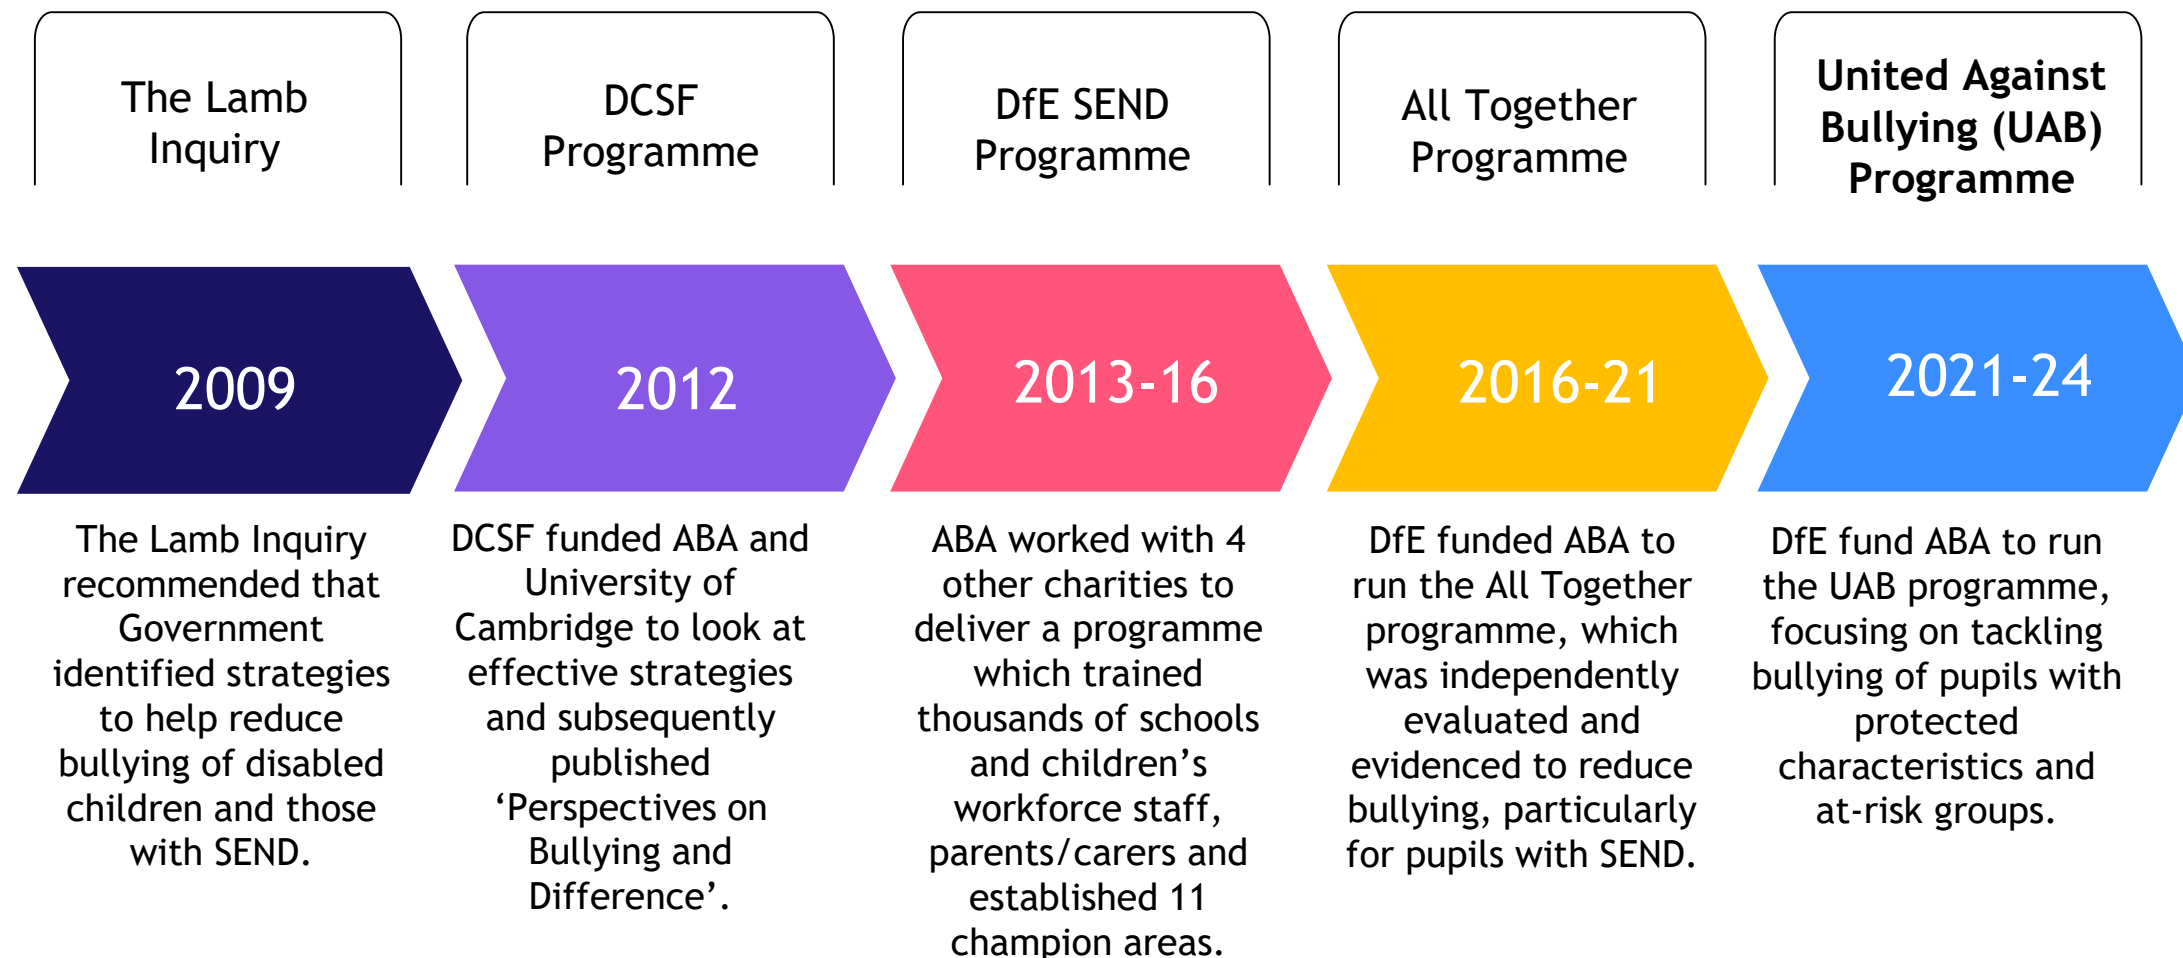 The Lamb
Inquiry
DCSF
Programme
DfE SEND
Programme
All Together
Programme
United Against
Bullying (UAB)
Programme
2009
2012
2013-16
2016-21
2021-24
The Lamb Inquiry
recommended that
Government
identified strategies
to help reduce
bullying of disabled
children and those
with SEND.
DCSF funded ABA and
University of
Cambridge to look at
effective strategies
and subsequently
published
‘Perspectives on
Bullying and
Difference’.
ABA worked with 4
other charities to
deliver a programme
which trained
thousands of schools
and children’s
workforce staff,
parents/carers and
established 11
champion areas.
DfE funded ABA to
run the All Together
programme, which
was independently
evaluated and
evidenced to reduce
bullying, particularly
for pupils with SEND.
DfE fund ABA to run
the UAB programme,
focusing on tackling
bullying of pupils with
protected
characteristics and
at-risk groups.